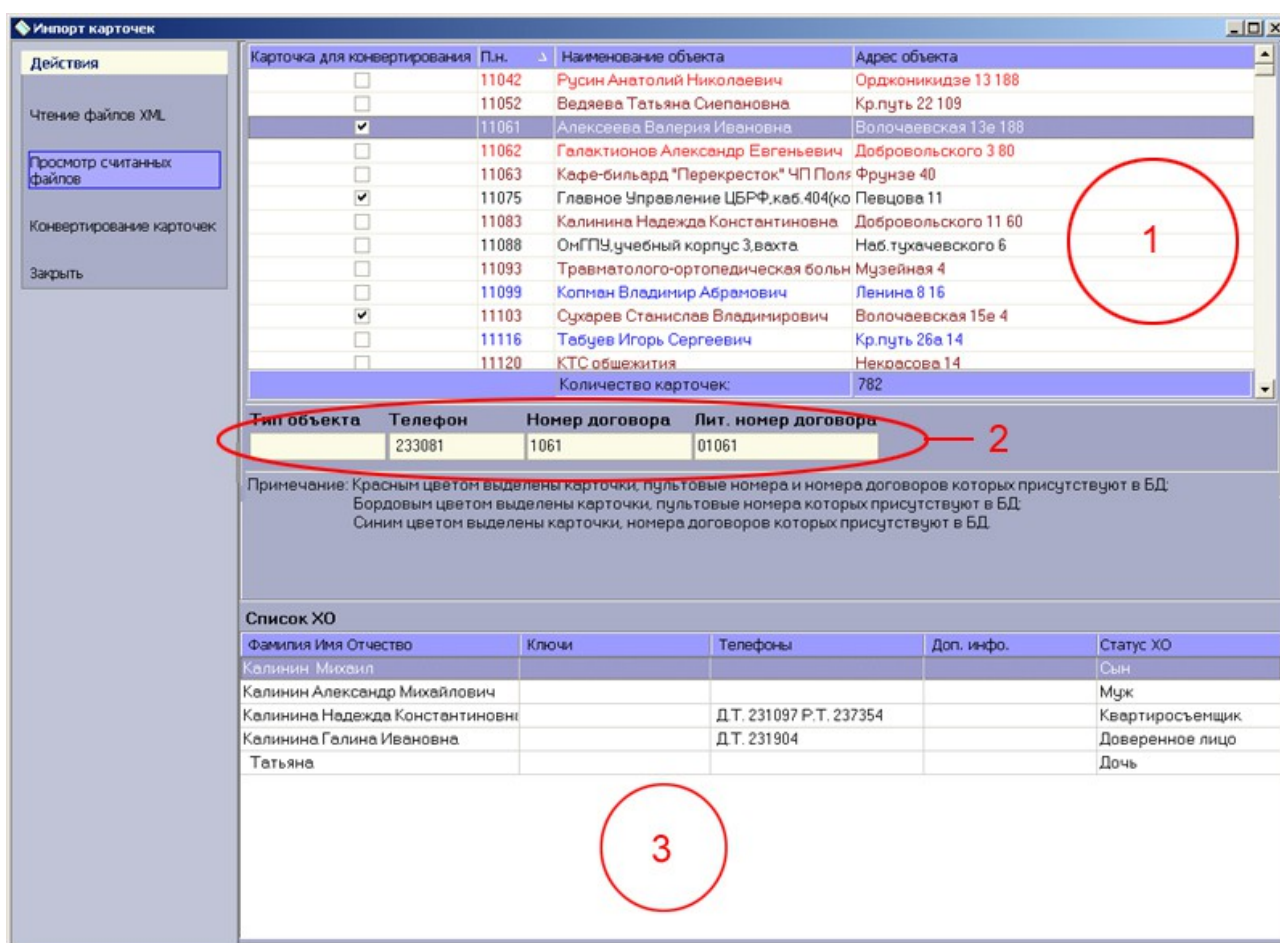 Импорт карточек
Действия
Чтение файлов XML
Просмотр считанных
файлов
Конвертирование карточек
Закрыть
Карточка для конвертирования П.н. Наименование объекта Адрес объекта
11042 Русин Анатолий Николаевич Орджоникидзе 13 188
11052 Ведяева Татьяна Сиепановна Кр.путь 22 109
11061 Алексеева Валерия Ивановна Волочаевская 13е 188
11062 Галактионов Александр Евгеньевич Добровольского 3 80
11063 Кафе-бильард "Перекресток" ЧП Поля Фрунзе 40
11075 Главное Управление ЦБРФ,каб.404(ко Певцова 11
11083 Калинина Надежда Константиновна Добровольского 11 60
11088 ОмГПУ,учебный корпус 3,вахта Наб.тухачевского 6
11093 Травматолого-ортопедическая больн Музейная 4
11099 Копман Владимир Абрамович Ленина 8 16
11103 Сухарев Станислав Владимирович Волочаевская 15е 4
11116 Табуев Игорь Сергеевич Кр.путь 26а 14
11120 КТС общежития Некрасова 14
Количество карточек: 782
1
Тип объекта Телефон Номер договора Лит. номер договора
233081 1061 01061
2
Примечание: Красным цветом выделены карточки, пультовые номера и номера договоров которых присутствуют в БД;
Бордовым цветом выделены карточки, пультовые номера которых присутствуют в БД;
Синим цветом выделены карточки, номера договоров которых присутствуют в БД.
Список ХО
Фамилия Имя Отчество Ключи Телефоны Доп. инфо. Статус ХО
Калинин Михаил Сын
Калинин Александр Михайлович Муж
Калинина Надежда Константиновн Д.Т. 231097 Р.Т. 237354 Квартиросъемщик
Калинина Галина Ивановна Д.Т. 231904 Доверенное лицо
Татьяна Дочь
3